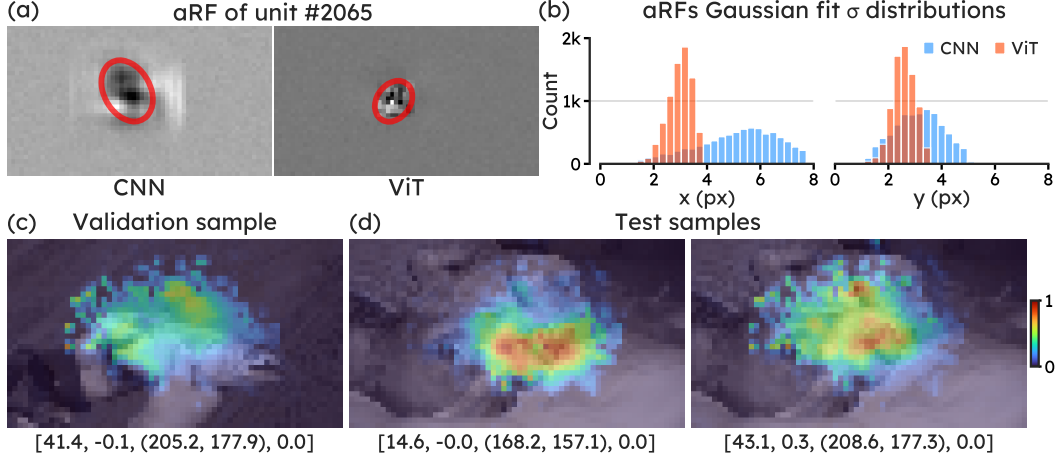 (a) aRF of unit #2065
CNN
ViT
(b) aRFs Gaussian fit σ distributions
CNN ViT
Count
2k
1k
0
0 2 4 6 8
x (px)
0 2 4 6 8
y (px)
(c) Validation sample
[41.4, -0.1, (205.2, 177.9), 0.0]
(d) Test samples
[14.6, -0.0, (168.2, 157.1), 0.0]
[43.1, 0.3, (208.6, 177.3), 0.0]
1
0